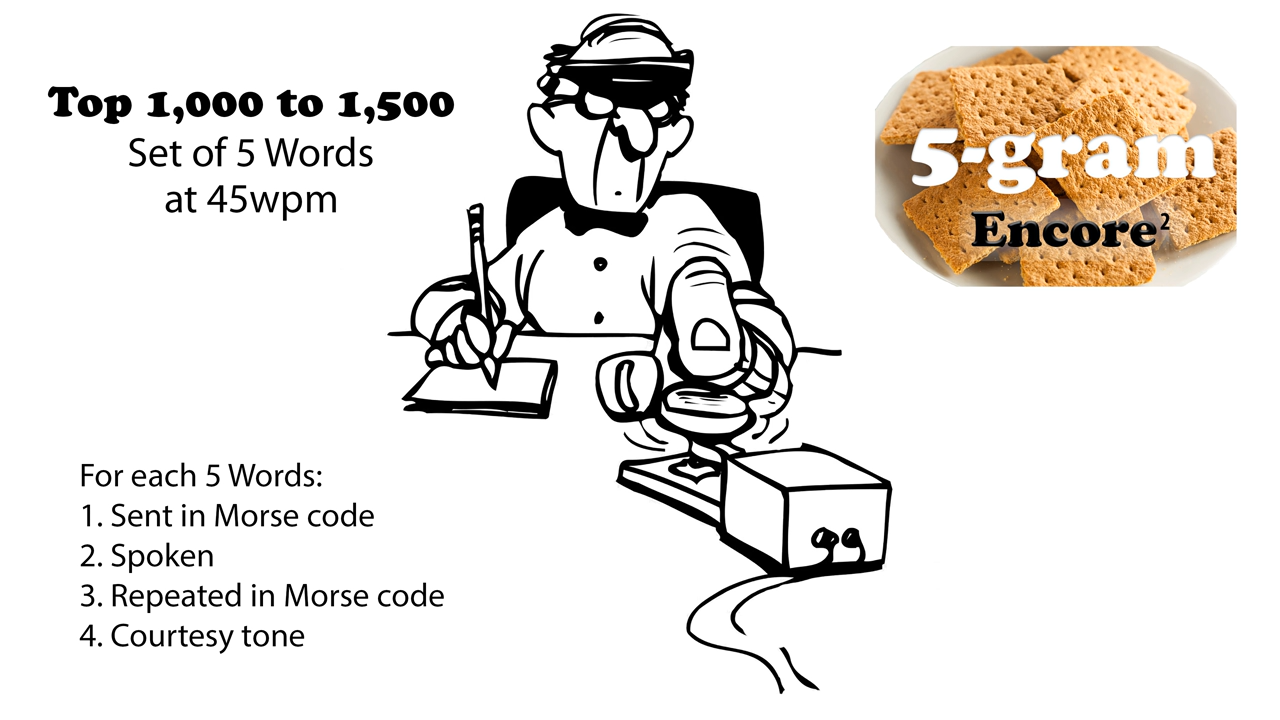 Top 1,000 to 1,500
Set of 5 Words
at 45wpm
5-gram
Encore²
For each 5 Words:
1. Sent in Morse code
2. Spoken
3. Repeated in Morse code
4. Courtesy tone